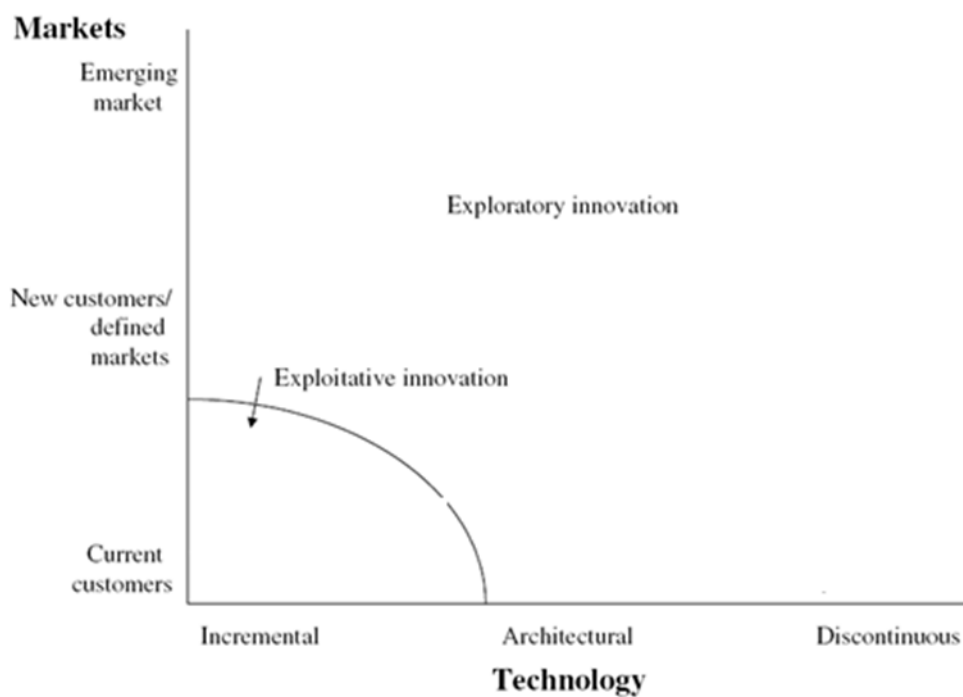 Markets
Emerging
market
Exploratory innovation
New customers/
defined
markets
Exploitative innovation
Current
customers
Incremental
Architectural
Discontinuous
Technology